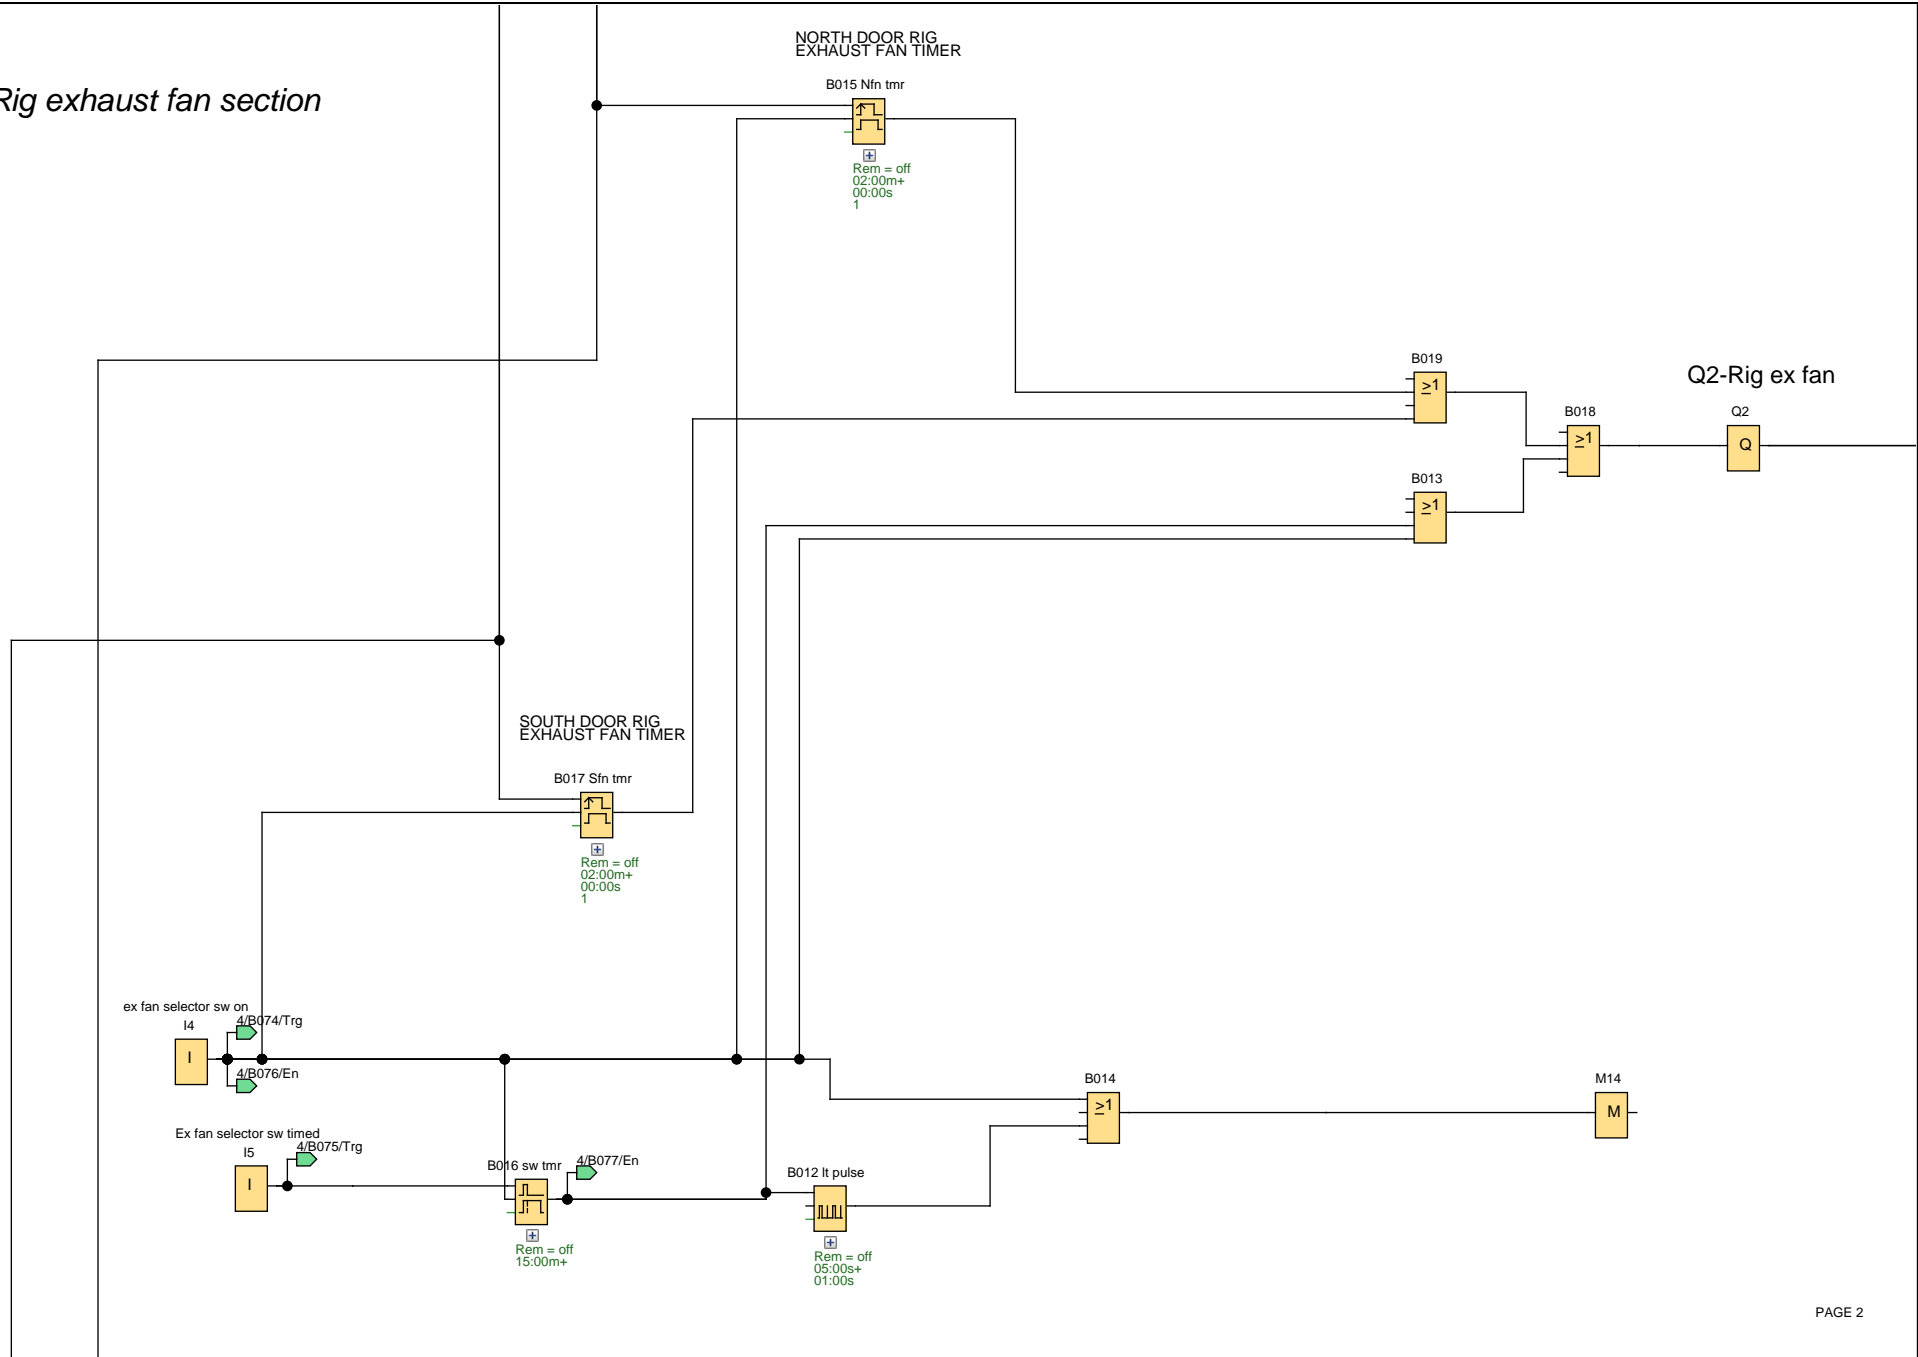 NORTH DOOR RIG
EXHAUST FAN TIMER
B015 Nfn tmr
Rig exhaust fan section
Rem = off
02:00m+
00:00s
1
B019
≥1
Q2-Rig ex fan
B018
≥1
Q2
Q
B013
≥1
SOUTH DOOR RIG
EXHAUST FAN TIMER
B017 Sfn tmr
Rem = off
02:00m+
00:00s
1
ex fan selector sw on
I4
4/B074/Trg
I
4/B076/En
B014
≥1
M14
M
Ex fan selector sw timed
I5
4/B075/Trg
I
B016 sw tmr
4/B077/En
B012 lt pulse
Rem = off
15:00m+
Rem = off
05:00s+
01:00s
PAGE 2